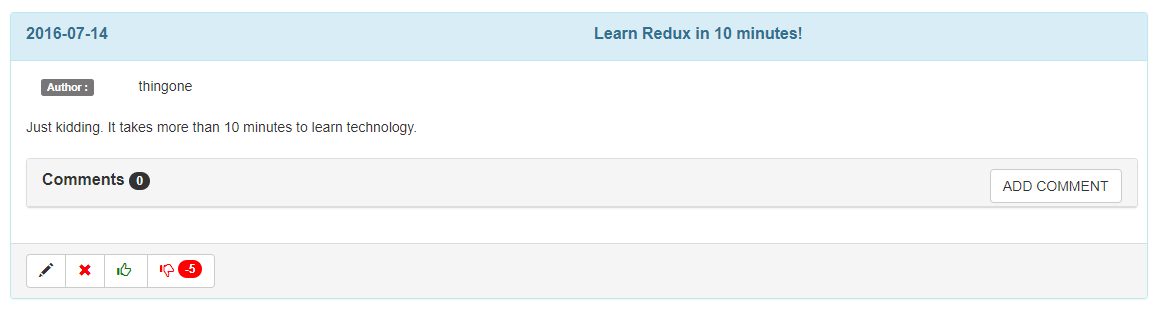 2016-07-14 Learn Redux in 10 minutes!
Author : thingone
Just kidding. It takes more than 10 minutes to learn technology.
Comments 0 ADD COMMENT
-5